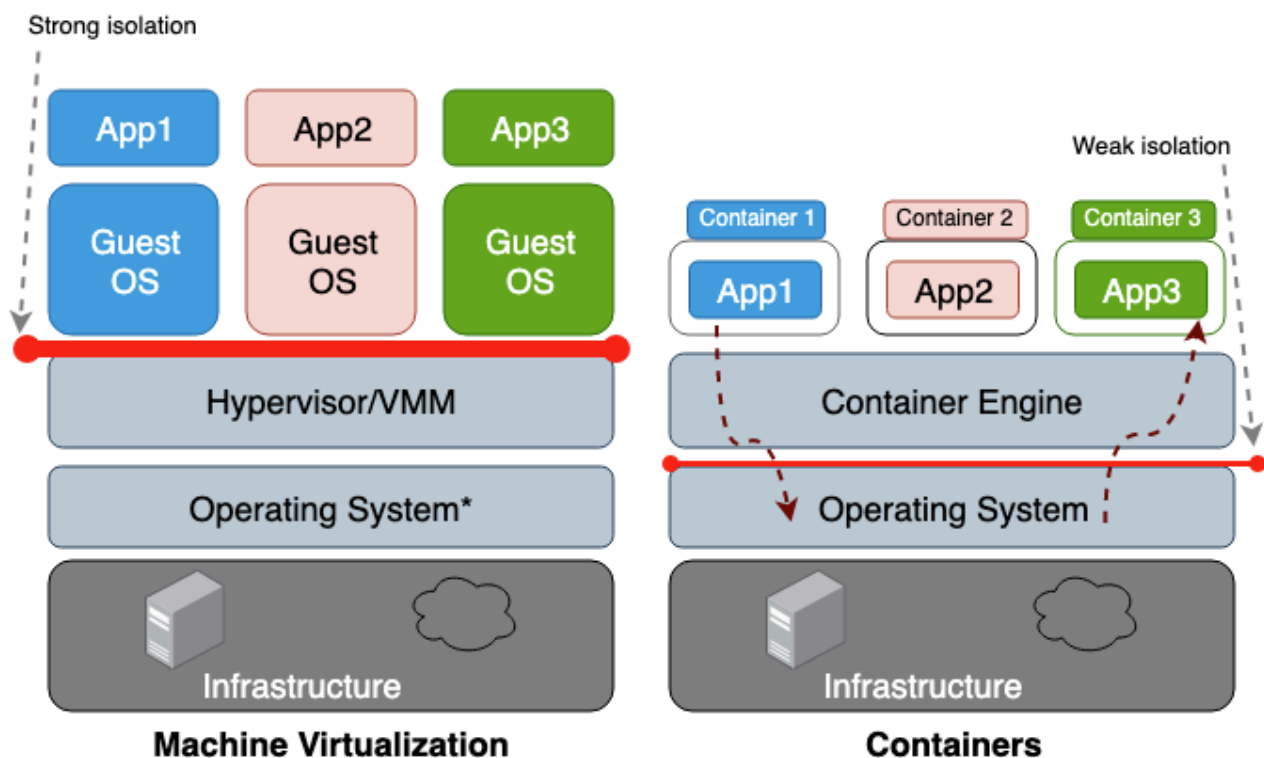 Strong isolation
App1
App2
App3
Guest
OS
Guest
OS
Guest
OS
Hypervisor/VMM
Operating System*
Infrastructure
Machine Virtualization
Weak isolation
Container 1
Container 2
Container 3
App1
App2
App3
Container Engine
Operating System
Infrastructure
Containers